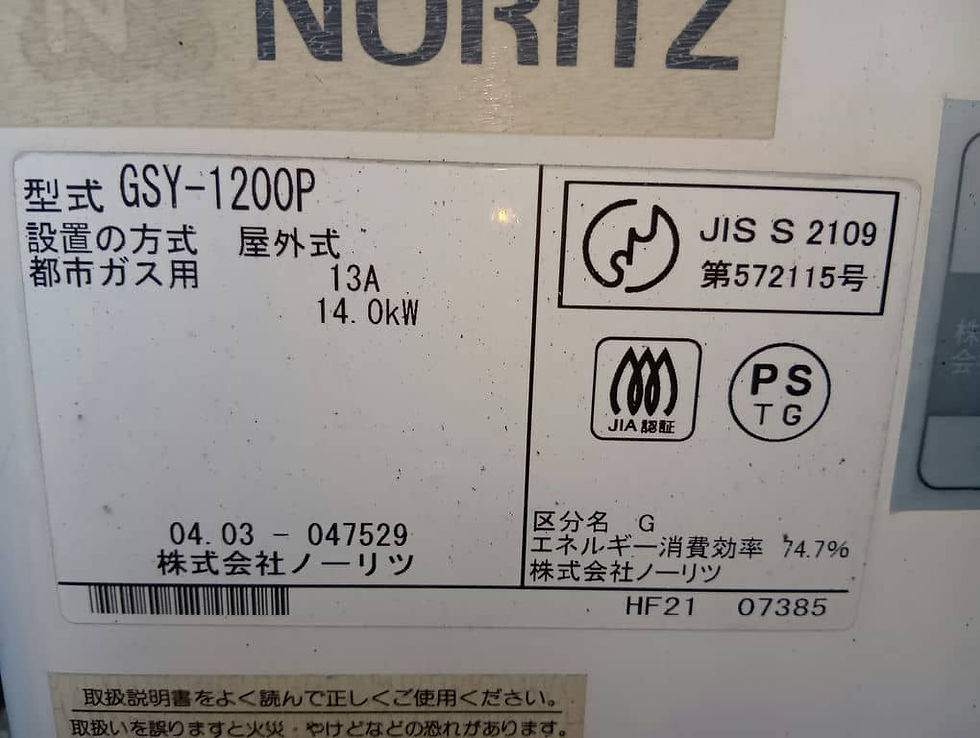 NORITZ
型式 GSY-1200P
設置の方式 屋外式
都市ガス用 13A
14.0kW
04.03 - 047529
株式会社ノーリツ
JIS S 2109
第572115号
JIA認証
PS
TG
区分名 G
エネルギー消費効率 74.7%
株式会社ノーリツ
HF21 07385
取扱説明書をよく読んで正しくご使用ください。
取扱いを誤りますと火災・やけどなどの恐れがあります。
株
会